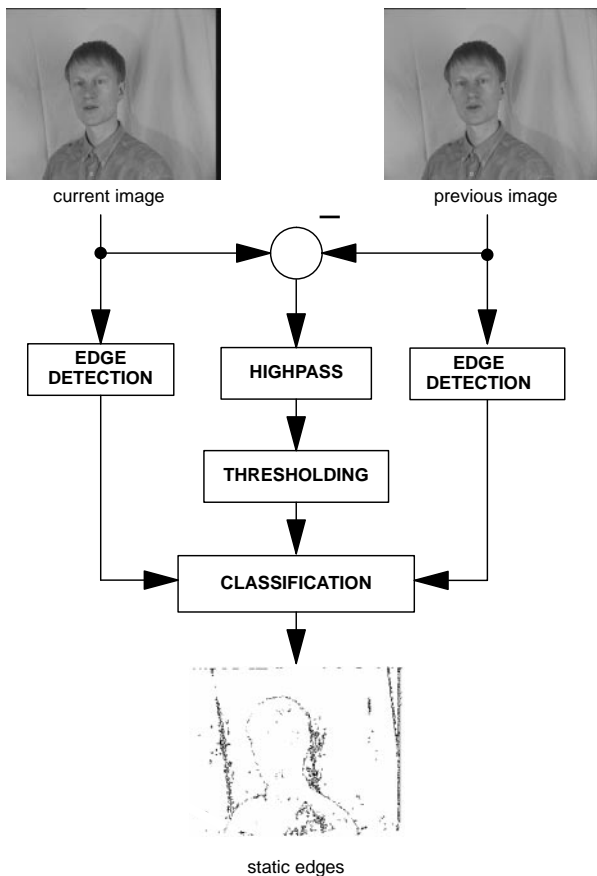 current image
previous image
–
EDGE
DETECTION
HIGHPASS
EDGE
DETECTION
THRESHOLDING
CLASSIFICATION
static edges